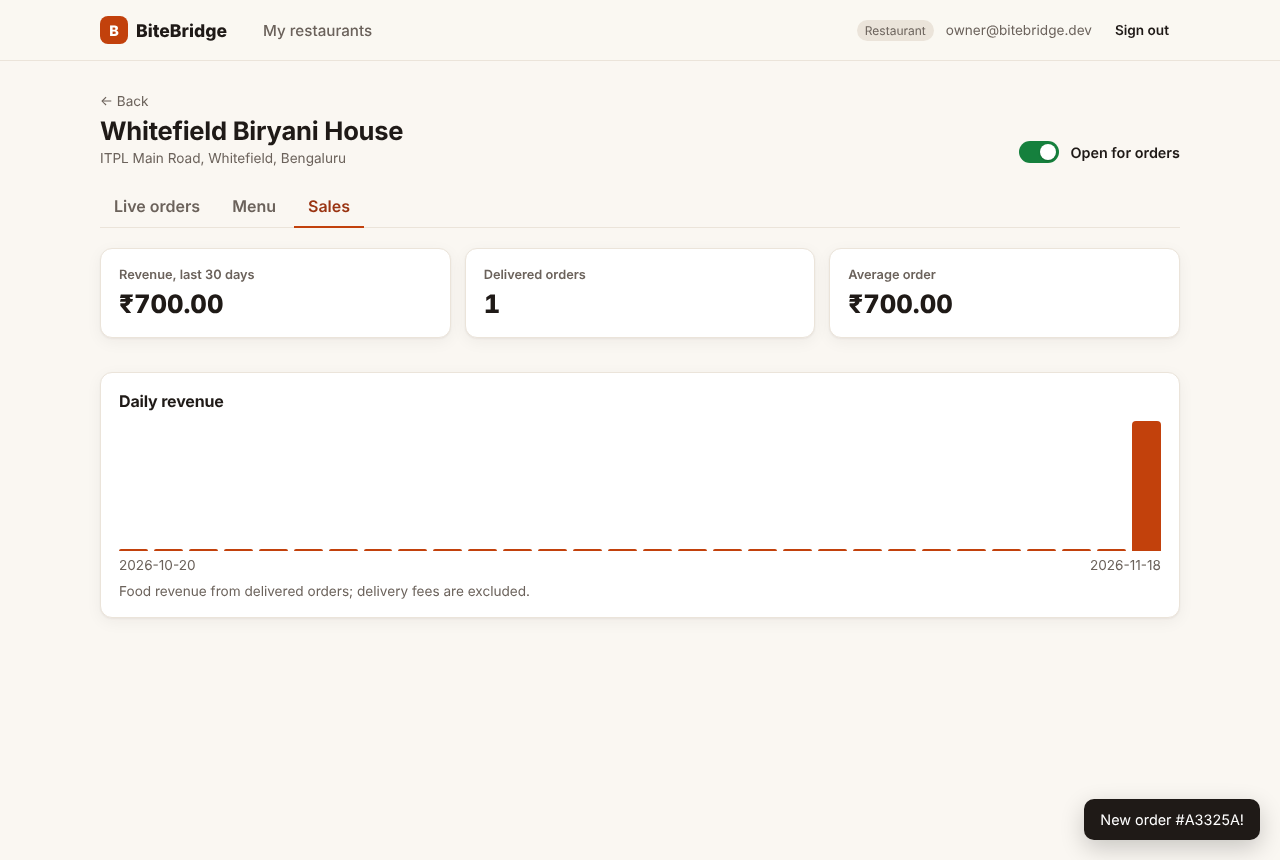 B BiteBridge My restaurants Restaurant owner@bitebridge.dev Sign out
← Back
Whitefield Biryani House
ITPL Main Road, Whitefield, Bengaluru
Open for orders
Live orders Menu Sales
Revenue, last 30 days
₹700.00
Delivered orders
1
Average order
₹700.00
Daily revenue
2026-10-20 2026-11-18
Food revenue from delivered orders; delivery fees are excluded.
New order #A3325A!